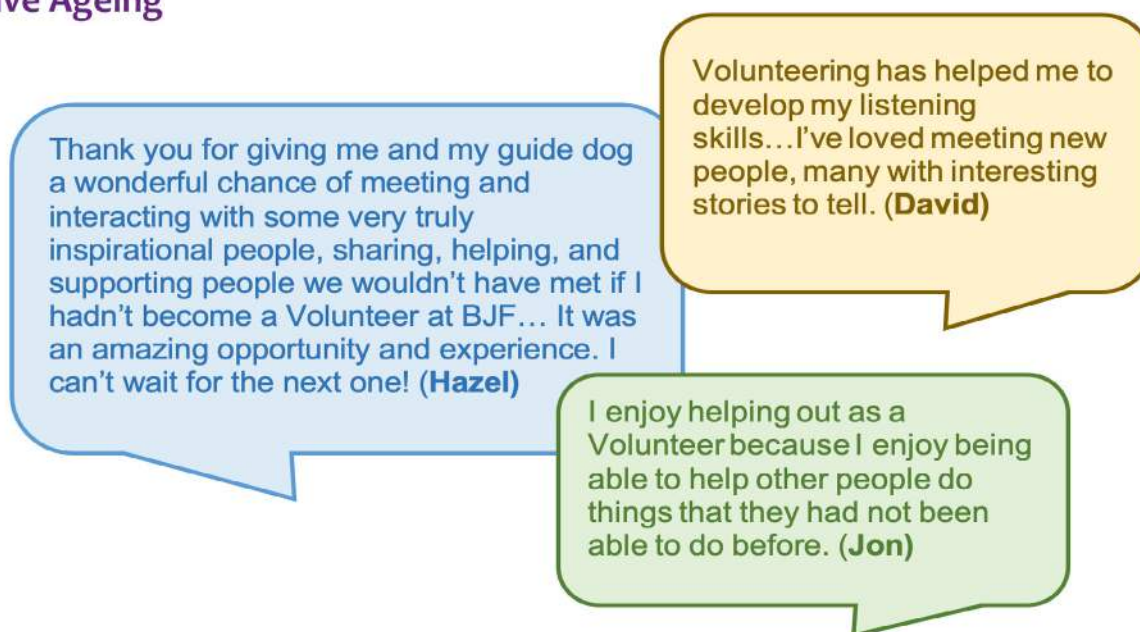 ve Ageing
Thank you for giving me and my guide dog
a wonderful chance of meeting and
interacting with some very truly
inspirational people, sharing, helping, and
supporting people we wouldn't have met if I
hadn't become a Volunteer at BJF... It was
an amazing opportunity and experience. I
can't wait for the next one! (Hazel)
Volunteering has helped me to
develop my listening
skills...I've loved meeting new
people, many with interesting
stories to tell. (David)
I enjoy helping out as a
Volunteer because I enjoy being
able to help other people do
things that they had not been
able to do before. (Jon)